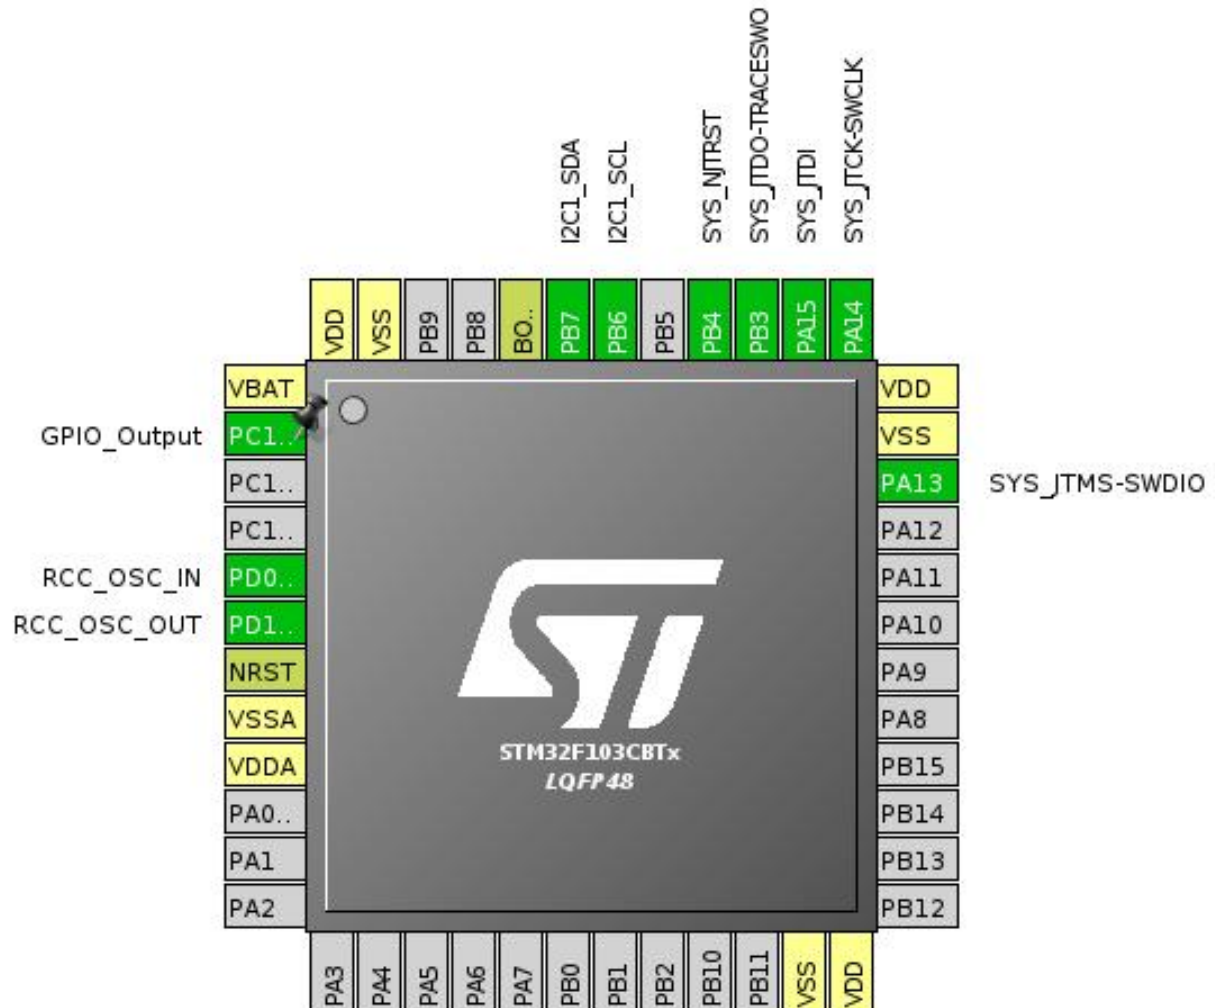 I2C1_SDA
I2C1_SCL
SYS_NJTRST
SYS_JTDO-TRACESWO
SYS_JTDI
SYS_JTCK-SWCLK
VDD
VSS
PB9
PB8
BO..
PB7
PB6
PB5
PB4
PB3
PA15
PA14
VBAT
GPIO_Output PC1..
PC1..
PC1..
RCC_OSC_IN PD0..
RCC_OSC_OUT PD1..
NRST
VSSA
VDDA
PA0..
PA1
PA2
VDD
VSS
PA13 SYS_JTMS-SWDIO
PA12
PA11
PA10
PA9
PA8
PB15
PB14
PB13
PB12
ST
STM32F103CBTx
LQFP48
PA3
PA4
PA5
PA6
PA7
PB0
PB1
PB2
PB10
PB11
VSS
VDD